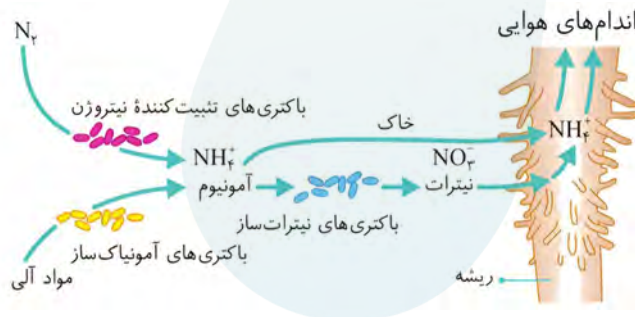 اندام‌های هوایی
N۲
باکتری‌های تثبیت‌کنندۀ نیتروژن
خاک
NH۴+
NO۳−
NH۴+
آمونیوم
نیترات
باکتری‌های نیترات‌ساز
باکتری‌های آمونیاک‌ساز
مواد آلی
ریشه